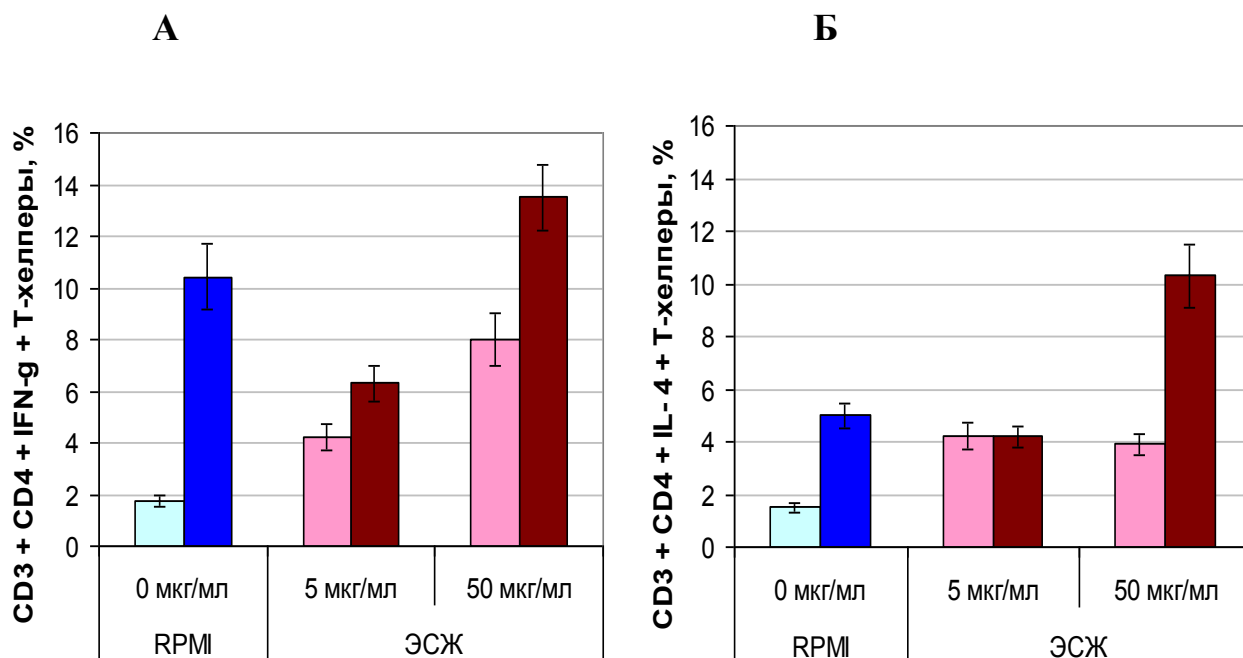 А
CD3 + CD4 + IFN-g + Т-хелперы, %
16
14
12
10
8
6
4
2
0
0 мкг/мл 5 мкг/мл 50 мкг/мл
RPMI ЭСЖ
Б
CD3 + CD4 + IL- 4 + Т-хелперы, %
16
14
12
10
8
6
4
2
0
0 мкг/мл 5 мкг/мл 50 мкг/мл
RPMI ЭСЖ